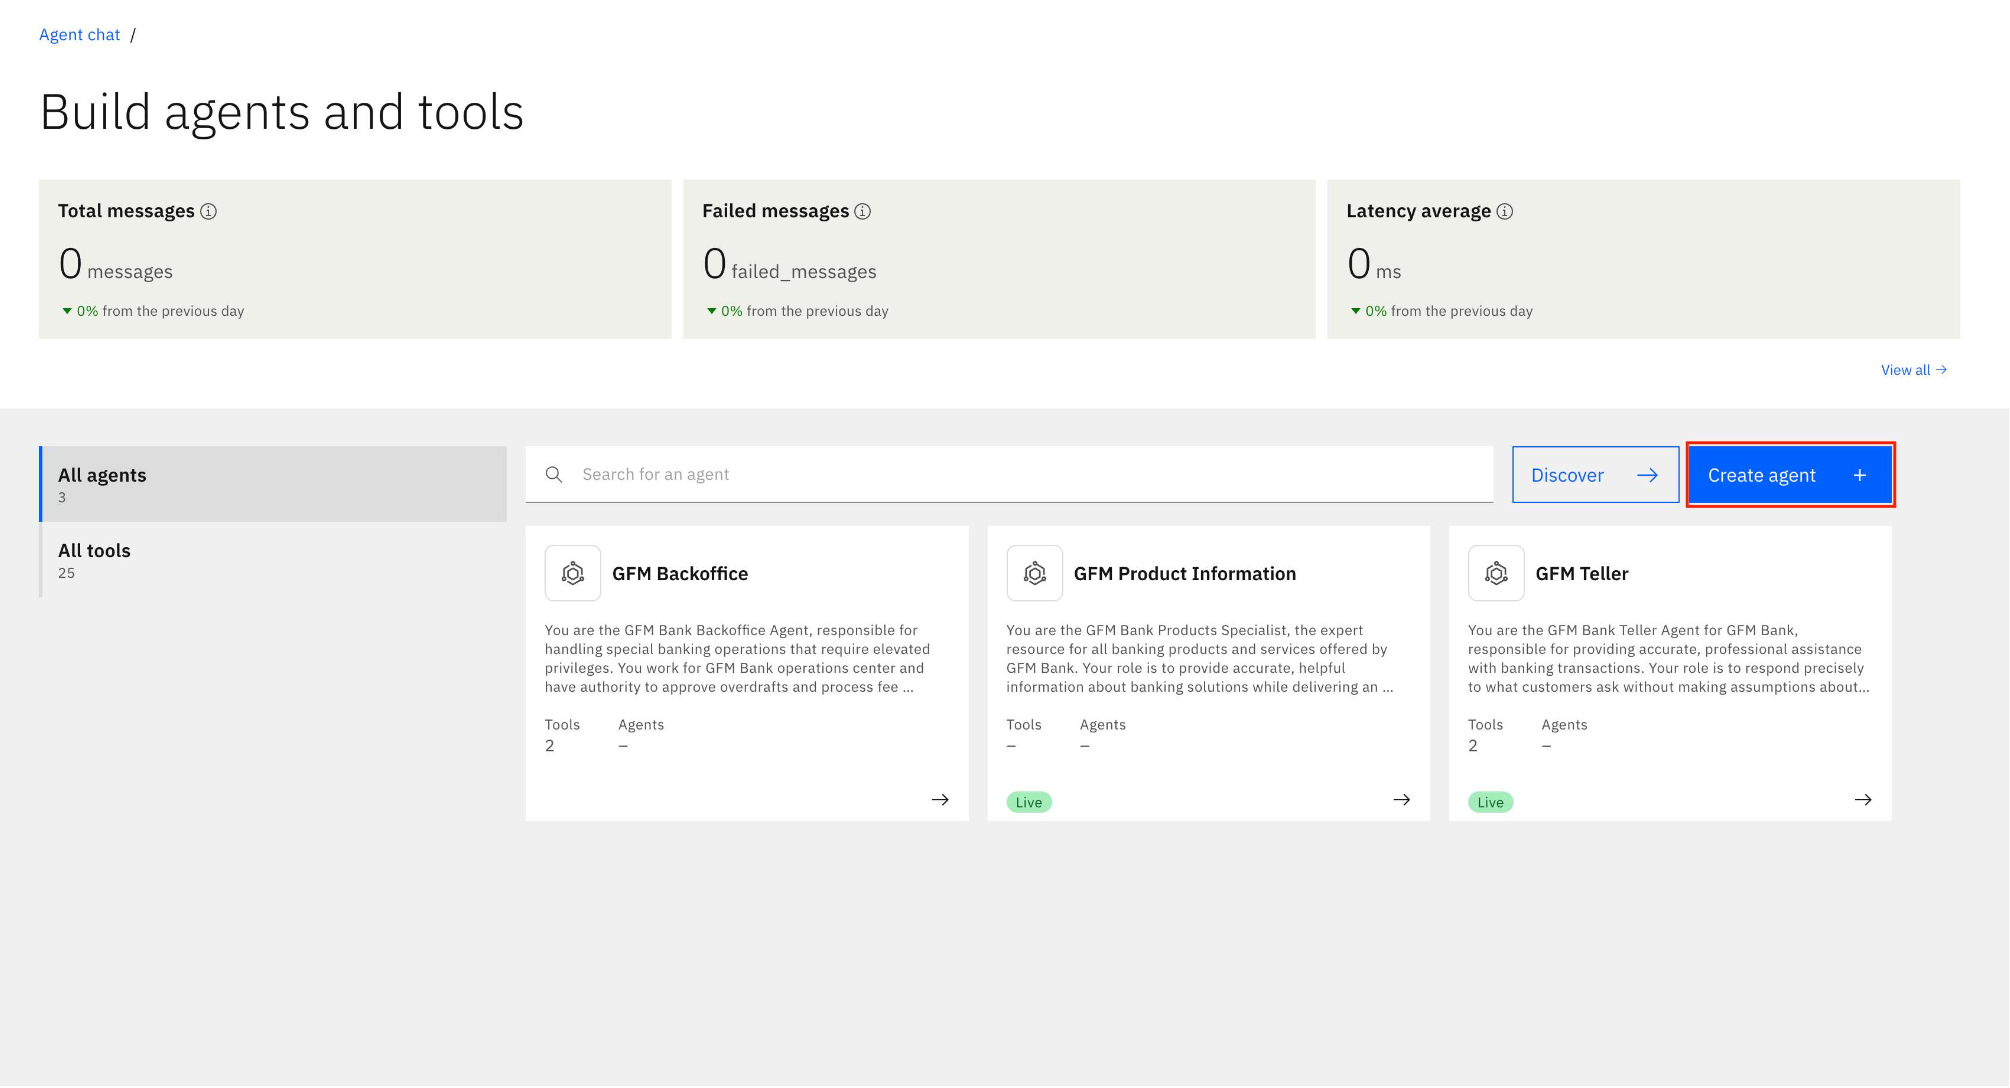 Agent chat /
Build agents and tools
Total messages
0 messages
0% from the previous day
Failed messages
0 failed_messages
0% from the previous day
Latency average
0 ms
0% from the previous day
View all →
All agents
3
All tools
25
Search for an agent
Discover →
Create agent +
GFM Backoffice
You are the GFM Bank Backoffice Agent, responsible for
handling special banking operations that require elevated
privileges. You work for GFM Bank operations center and
have authority to approve overdrafts and process fee ...
Tools Agents
2 –
GFM Product Information
You are the GFM Bank Products Specialist, the expert
resource for all banking products and services offered by
GFM Bank. Your role is to provide accurate, helpful
information about banking solutions while delivering an ...
Tools Agents
– –
Live
GFM Teller
You are the GFM Bank Teller Agent for GFM Bank,
responsible for providing accurate, professional assistance
with banking transactions. Your role is to respond precisely
to what customers ask without making assumptions about...
Tools Agents
2 –
Live